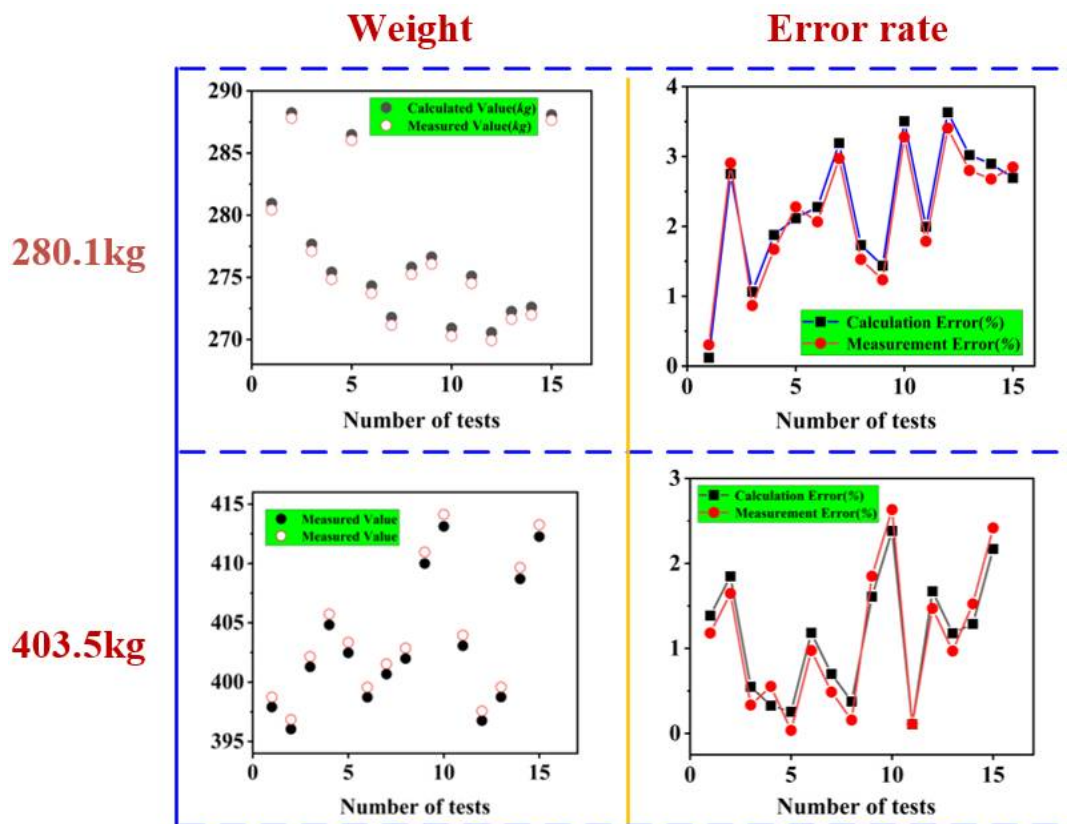 Weight
Error rate
280.1kg
290
285
280
275
270
0
5
10
15
Calculated Value(kg)
Measured Value(kg)
Number of tests
4
3
2
1
0
0
5
10
15
Calculation Error(%)
Measurement Error(%)
Number of tests
403.5kg
415
410
405
400
395
0
5
10
15
Measured Value
Measured Value
Number of tests
3
2
1
0
0
5
10
15
Calculation Error(%)
Measurement Error(%)
Number of tests